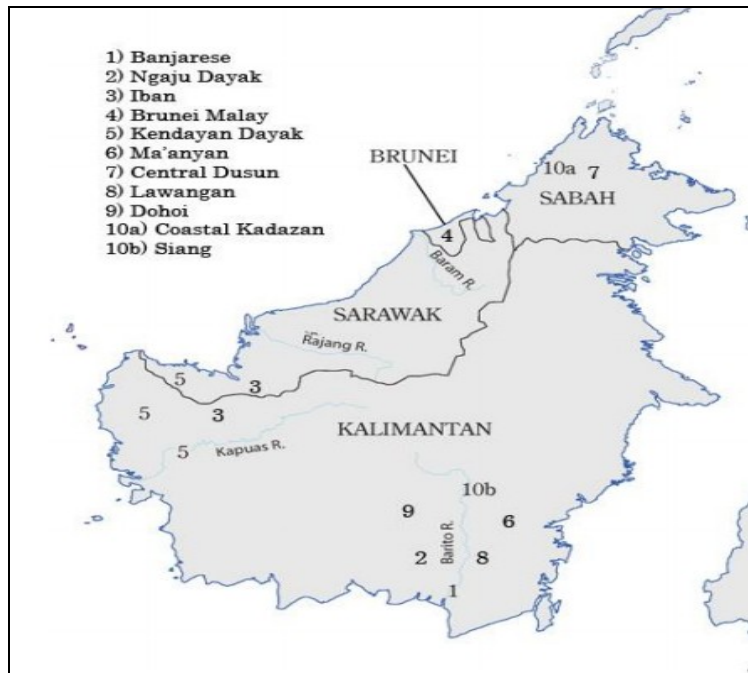 1) Banjarese
2) Ngaju Dayak
3) Iban
4) Brunei Malay
5) Kendayan Dayak
6) Ma'anyan
7) Central Dusun
8) Lawangan
9) Dohoi
10a) Coastal Kadazan
10b) Siang
BRUNEI
10a 7
SABAH
4
Baram R.
SARAWAK
Rajang R.
5
3
5
3
KALIMANTAN
5
Kapuas R.
10b
9
6
Barito R.
2
8
1